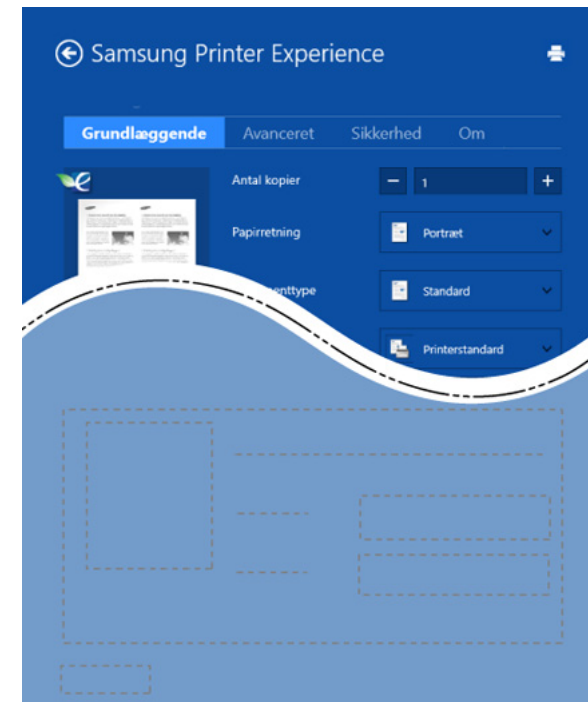 Samsung Printer Experience
Grundlæggende Avanceret Sikkerhed Om
Antal kopier 1
Papirretning Portræt
Standard
Printerstandard